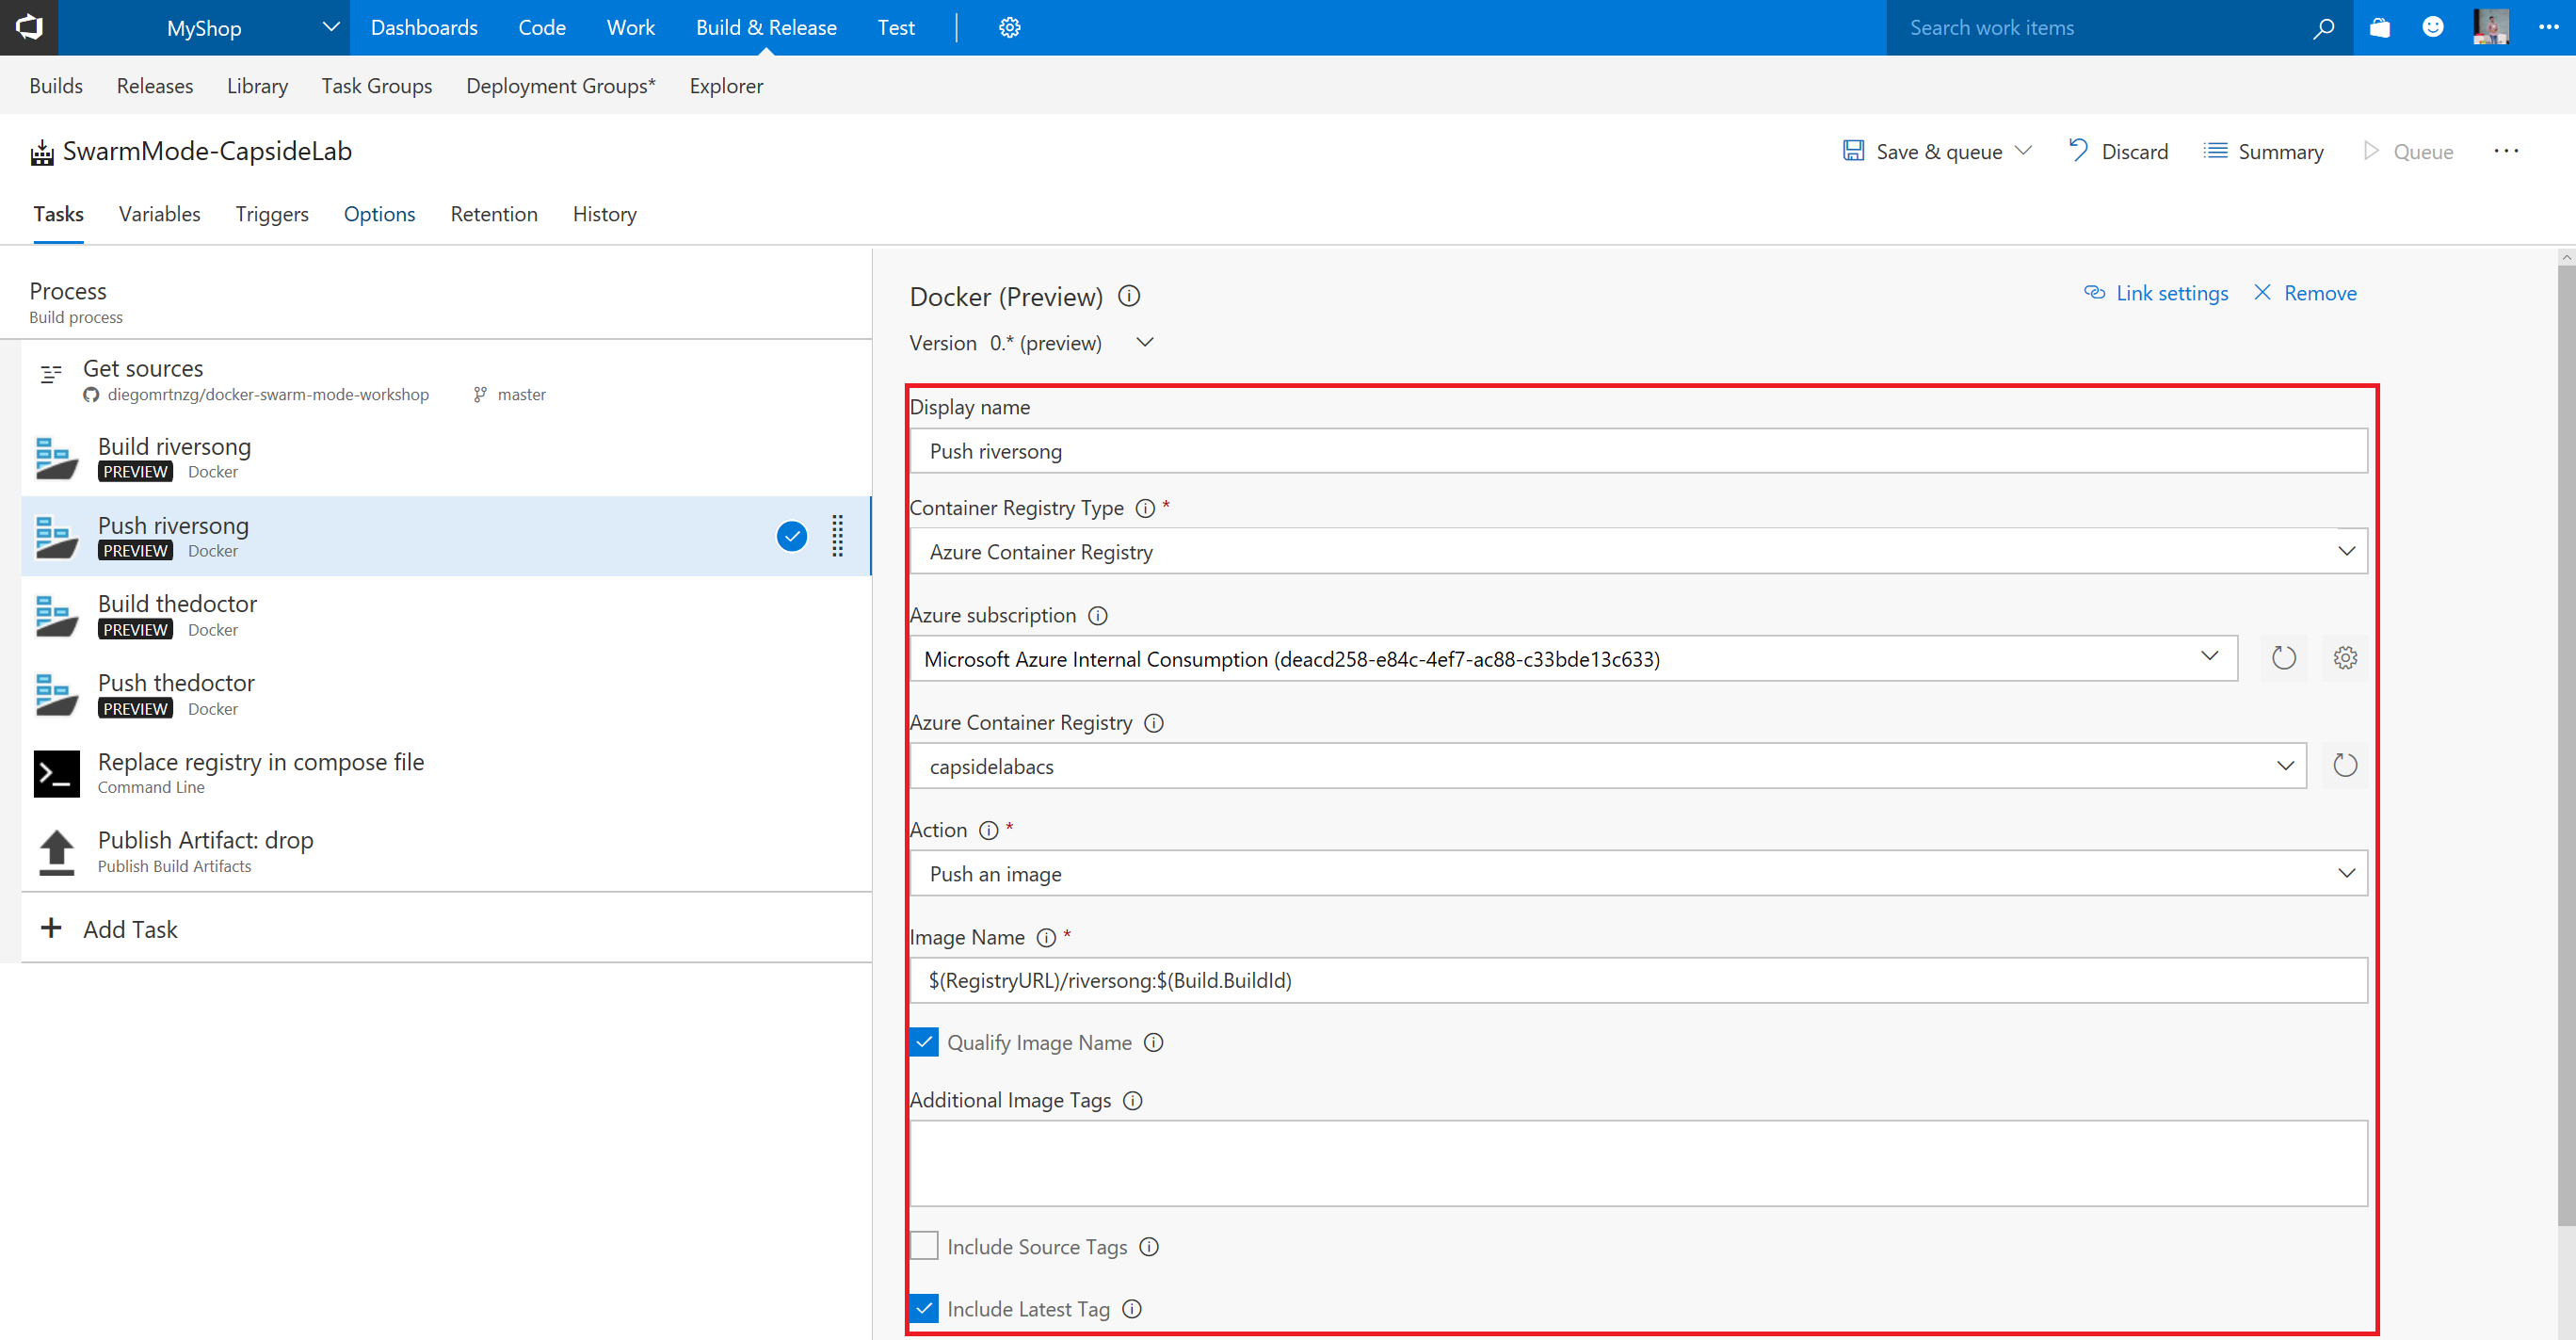 MyShop Dashboards Code Work Build & Release Test Search work items
Builds Releases Library Task Groups Deployment Groups* Explorer
SwarmMode-CapsideLab Save & queue Discard Summary Queue
Tasks Variables Triggers Options Retention History
Process
Build process
Get sources
diegomrtnzg/docker-swarm-mode-workshop master
Build riversong
PREVIEW Docker
Push riversong
PREVIEW Docker
Build thedoctor
PREVIEW Docker
Push thedoctor
PREVIEW Docker
Replace registry in compose file
Command Line
Publish Artifact: drop
Publish Build Artifacts
+ Add Task
Docker (Preview) Link settings Remove
Version 0.* (preview)
Display name
Push riversong
Container Registry Type *
Azure Container Registry
Azure subscription
Microsoft Azure Internal Consumption (deacd258-e84c-4ef7-ac88-c33bde13c633)
Azure Container Registry
capsidelabacs
Action *
Push an image
Image Name *
$(RegistryURL)/riversong:$(Build.BuildId)
Qualify Image Name
Additional Image Tags
Include Source Tags
Include Latest Tag